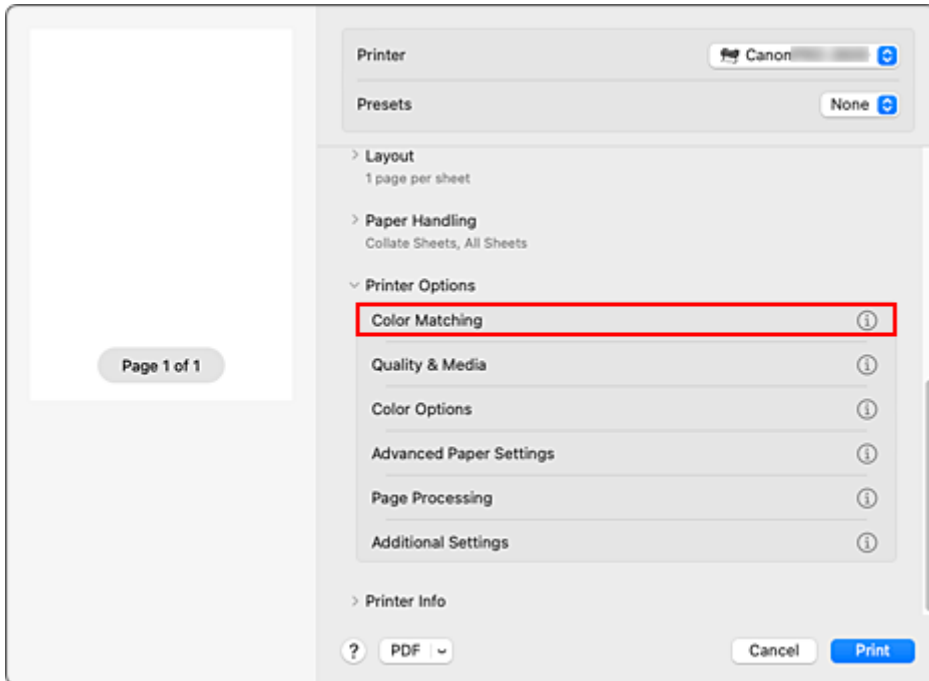 Printer
Canon
Presets
None
Layout
1 page per sheet
Paper Handling
Collate Sheets, All Sheets
Printer Options
Color Matching
Quality & Media
Color Options
Advanced Paper Settings
Page Processing
Additional Settings
Printer Info
Page 1 of 1
? PDF Cancel Print